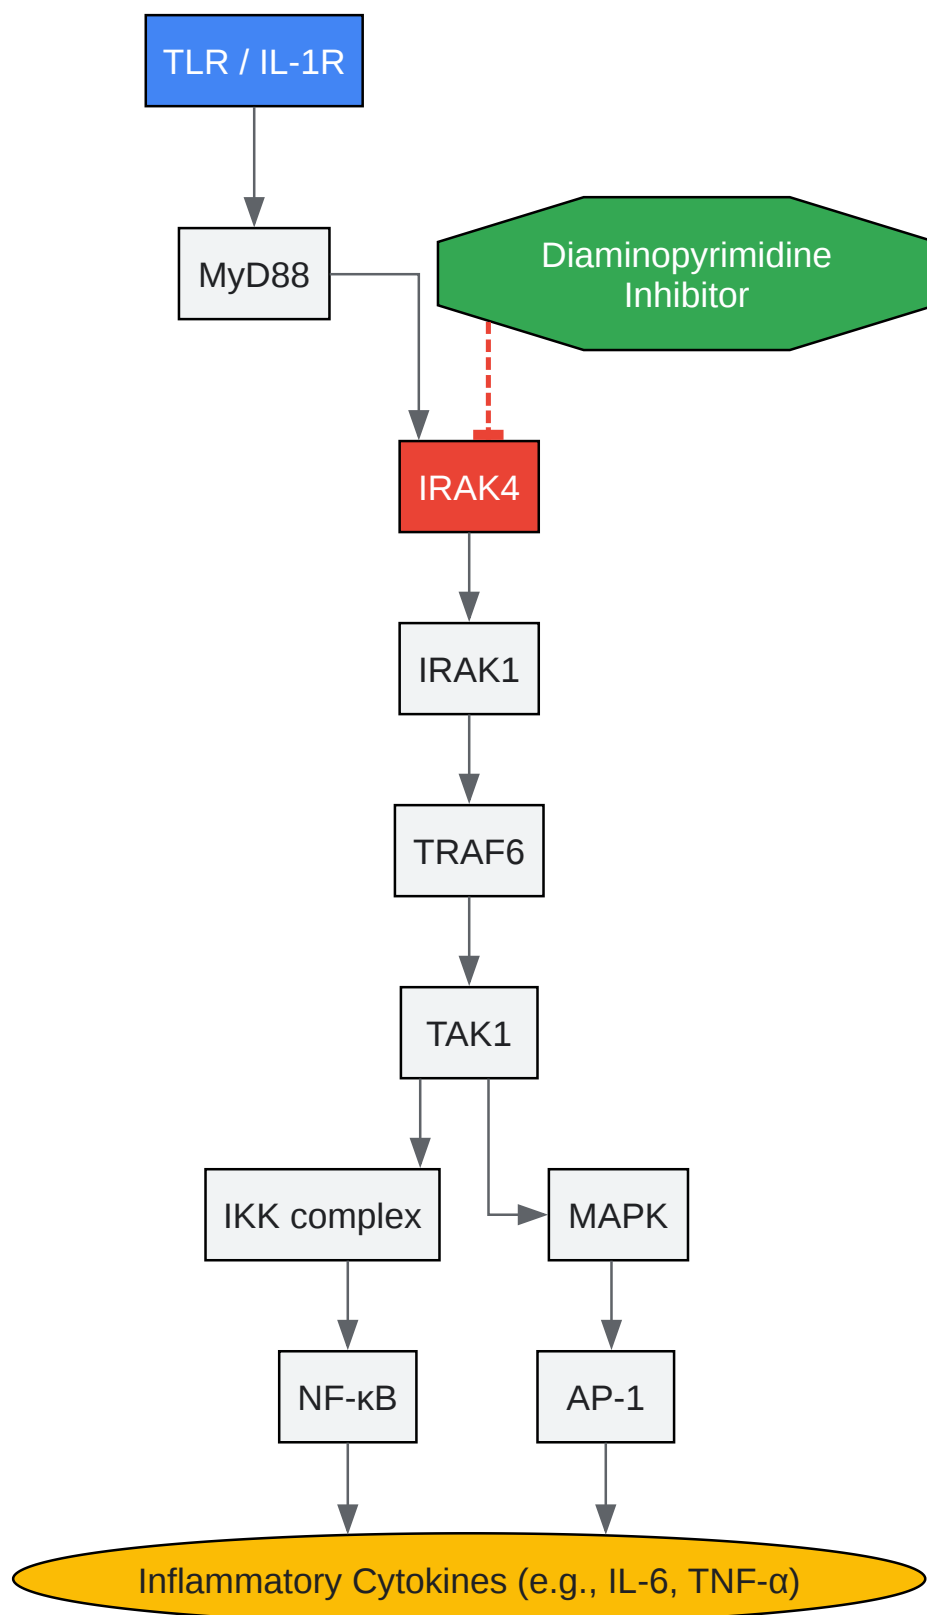 TLR / IL-1R
MyD88
Diaminopyrimidine
Inhibitor
IRAK4
IRAK1
TRAF6
TAK1
IKK complex
MAPK
NF-κB
AP-1
Inflammatory Cytokines (e.g., IL-6, TNF-α)